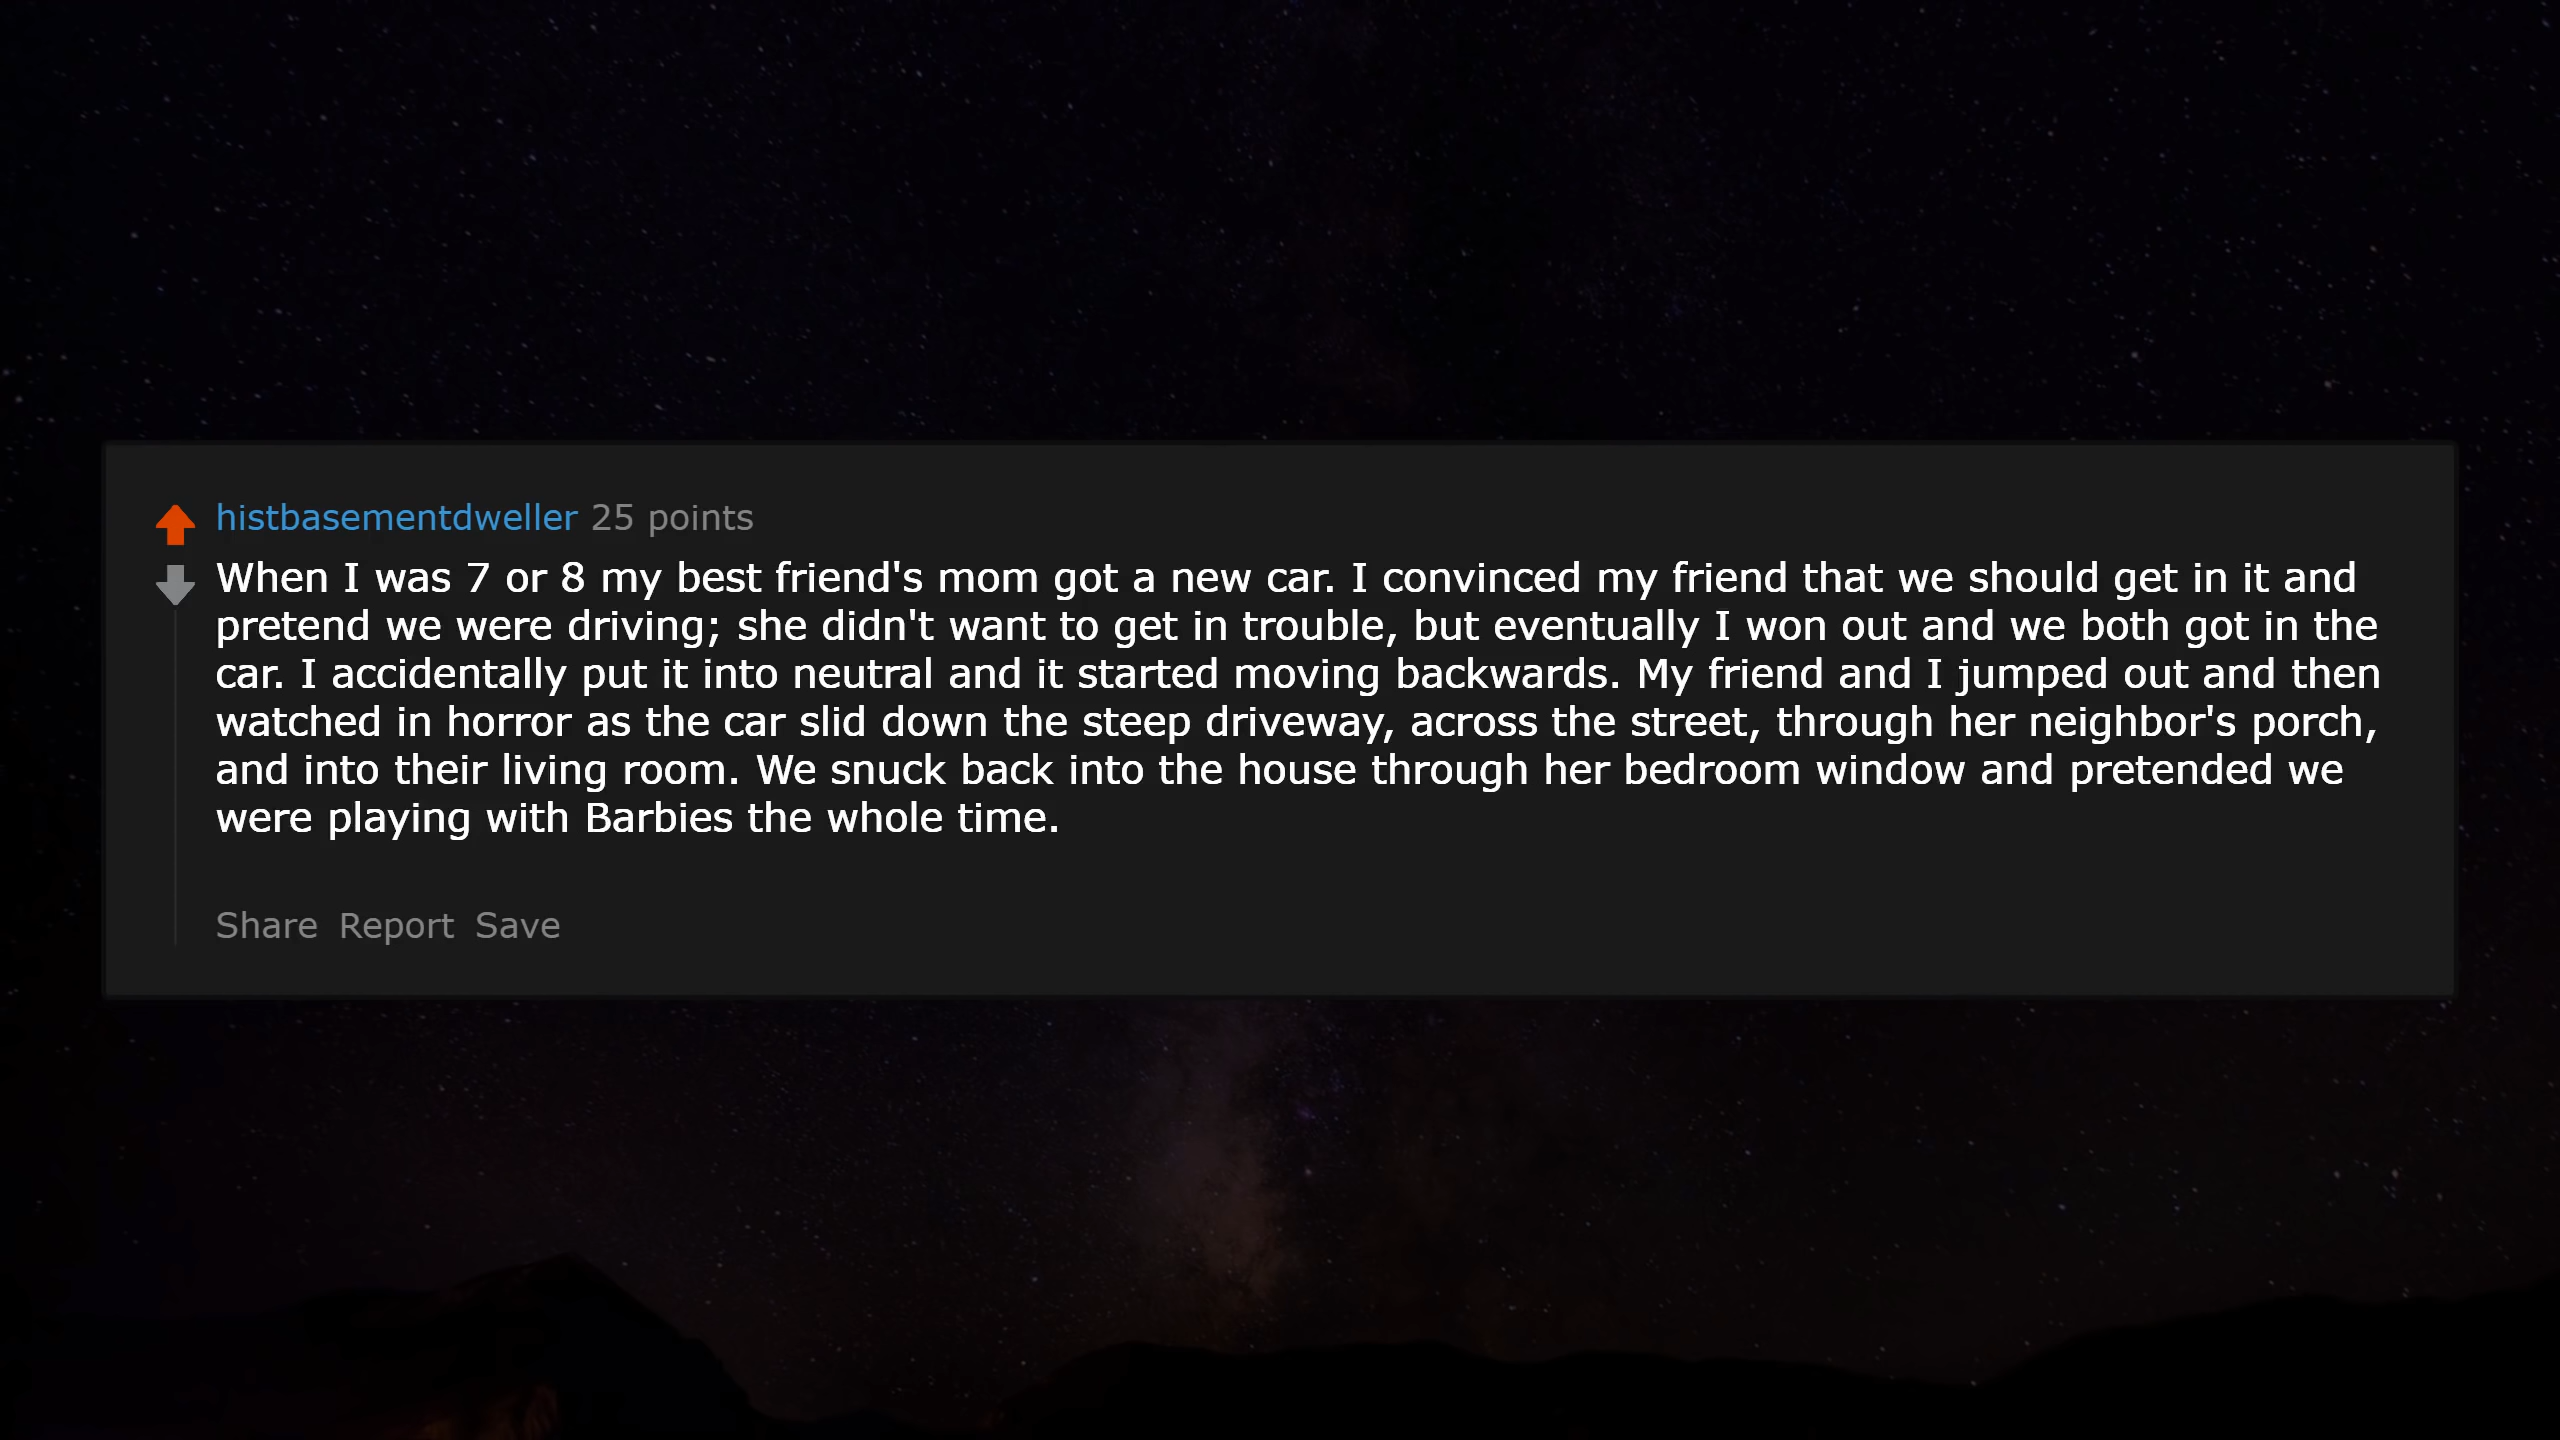 histbasementdweller 25 points
When I was 7 or 8 my best friend's mom got a new car. I convinced my friend that we should get in it and
pretend we were driving; she didn't want to get in trouble, but eventually I won out and we both got in the
car. I accidentally put it into neutral and it started moving backwards. My friend and I jumped out and then
watched in horror as the car slid down the steep driveway, across the street, through her neighbor's porch,
and into their living room. We snuck back into the house through her bedroom window and pretended we
were playing with Barbies the whole time.
Share Report Save